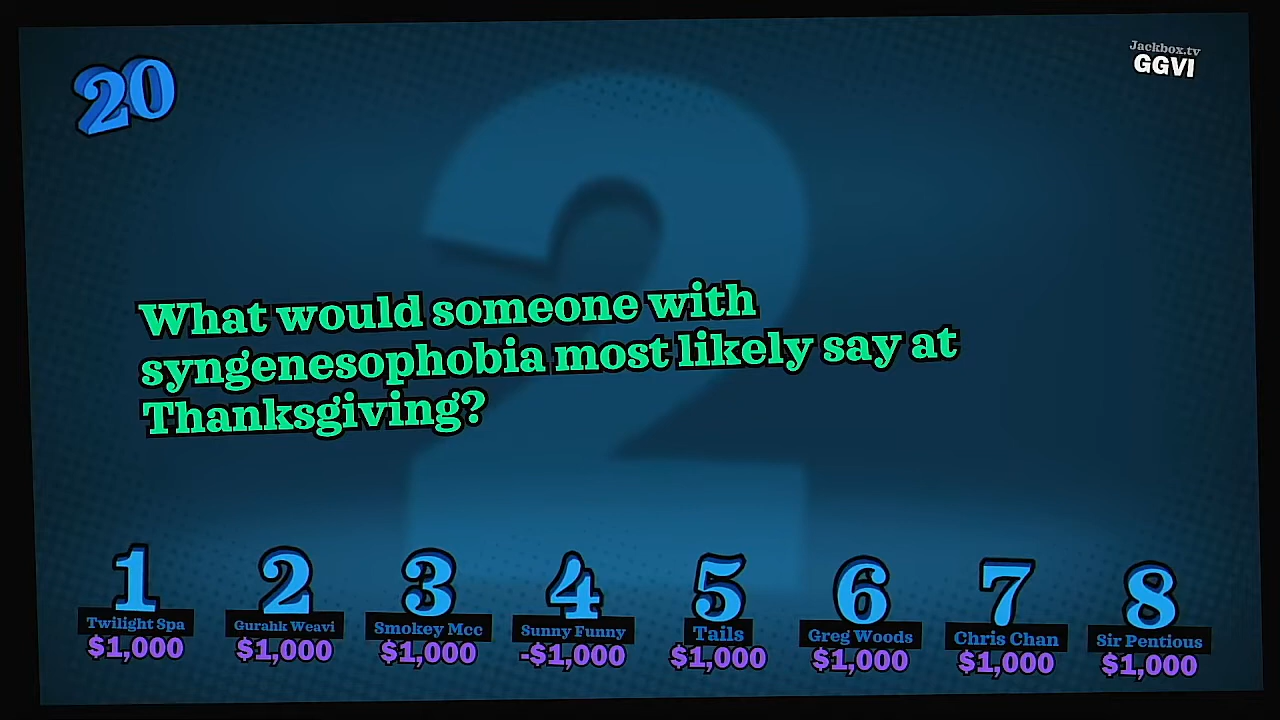 20
Jackbox.tv
GGVI
What would someone with
syngenesophobia most likely say at
Thanksgiving?
1 2 3 4 5 6 7 8
Twilight Spa Gurahk Weavi Smokey Mcc Sunny Funny Tails Greg Woods Chris Chan Sir Pentious
$1,000 $1,000 $1,000 -$1,000 $1,000 $1,000 $1,000 $1,000